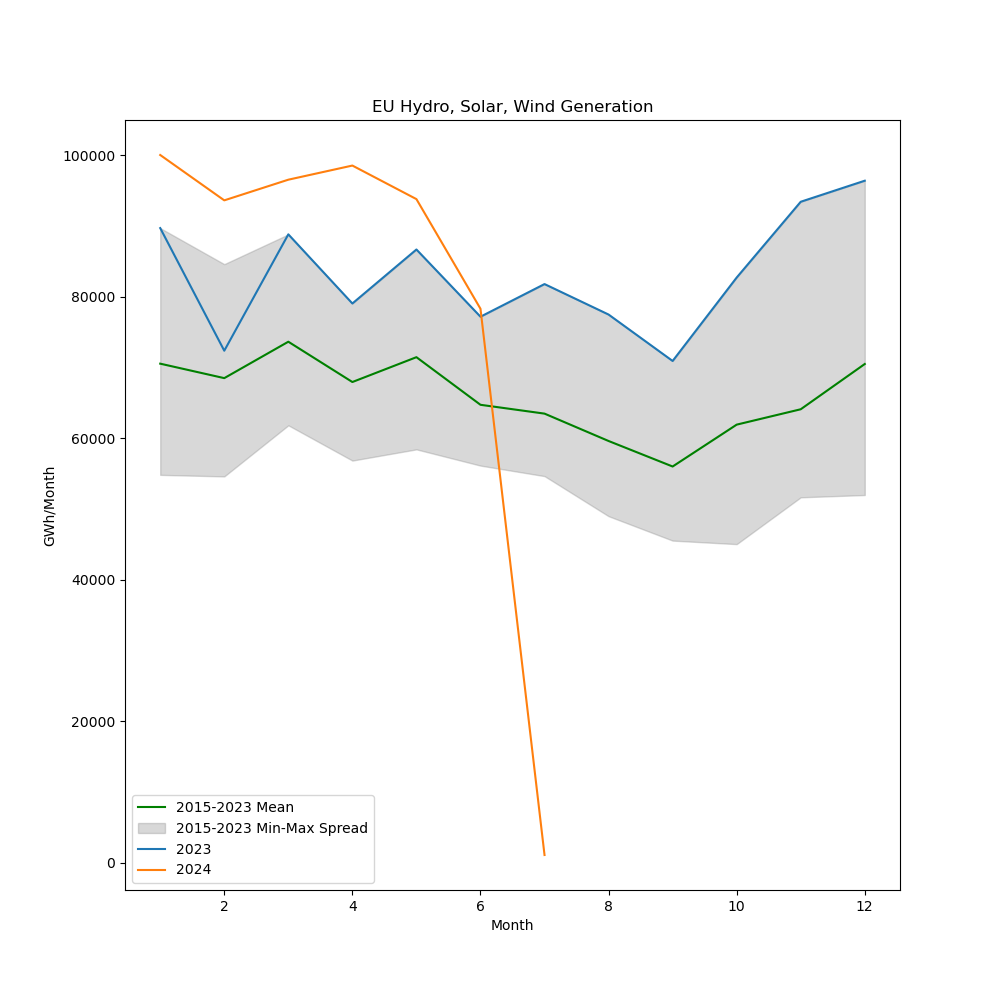 EU Hydro, Solar, Wind Generation
100000
80000
60000
40000
20000
0
GWh/Month
2015-2023 Mean
2015-2023 Min-Max Spread
2023
2024
2 4 6 8 10 12
Month